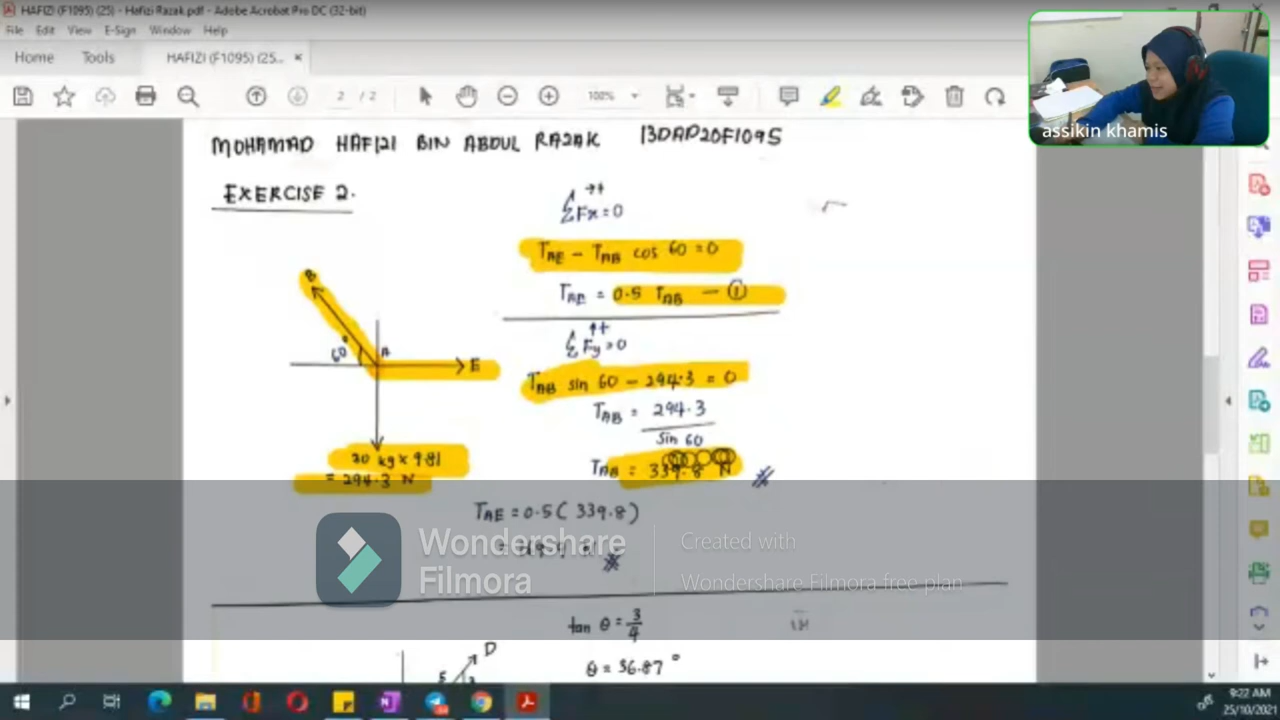 HAFIZI (F1095) (25) - Hafizi Razak.pdf - Adobe Acrobat Pro DC (32-bit)
File Edit View E-Sign Window Help
Home Tools HAFIZI (F1095) (25... ×
2 / 2 100%
assikin khamis
MOHAMAD HAFIZI BIN ABDUL RAZAK 13DAP20F1095
EXERCISE 2.
→+
ΣFx=0
TAE - TAB cos 60 = 0
TAE = 0.5 TAB — ①
↑+
ΣFy=0
TAB sin 60 - 294.3 = 0
TAB = 294.3
sin 60
TAB = 339.8 N
B
60°
A
E
30 kg × 9.81
= 294.3 N
TAE = 0.5 ( 339.8 )
Wondershare
Filmora
Created with
Wondershare Filmora free plan
tan θ = 3/4
θ = 36.87°
D
9:22 AM
25/10/2021